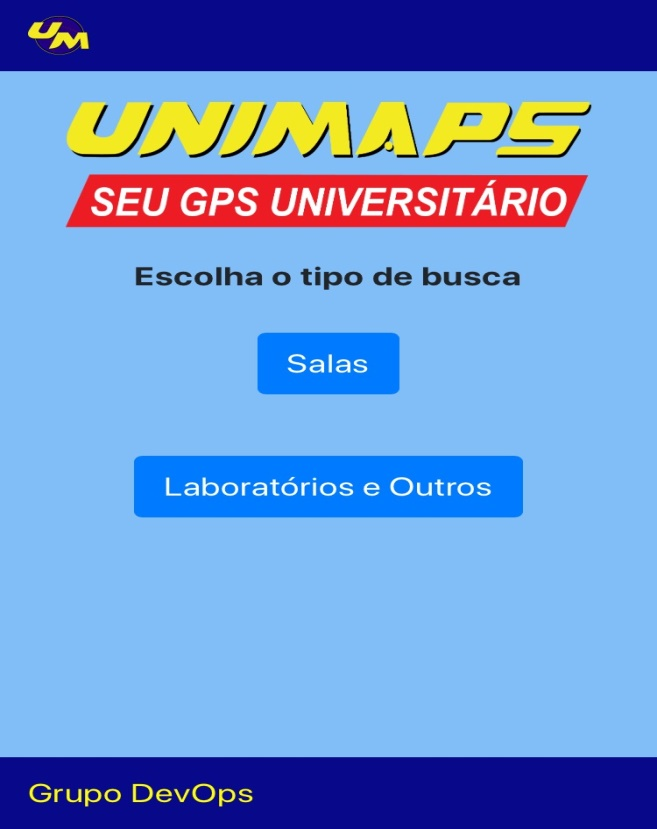 UM
UNIMAPS
SEU GPS UNIVERSITÁRIO
Escolha o tipo de busca
Salas
Laboratórios e Outros
Grupo DevOps